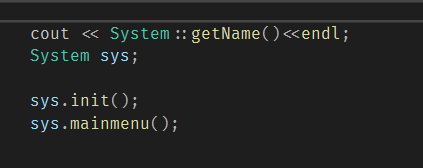 cout << System::getName()<<endl;
System sys;
sys.init();
sys.mainmenu();